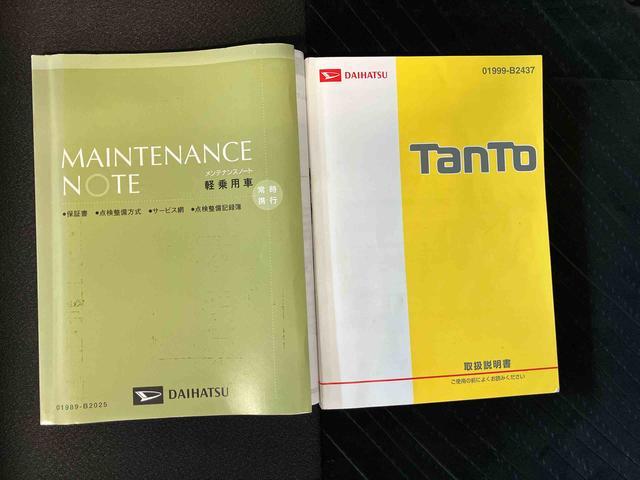 MAINTENANCE
NOTE
メンテナンスノート
軽乗用車
常時
携行
●保証書 ●点検整備方式 ●サービス網 ●点検整備記録簿
DAIHATSU
01989-B2025
DAIHATSU
01999-B2437
TanTo
取扱説明書
ご使用の前によくお読みください